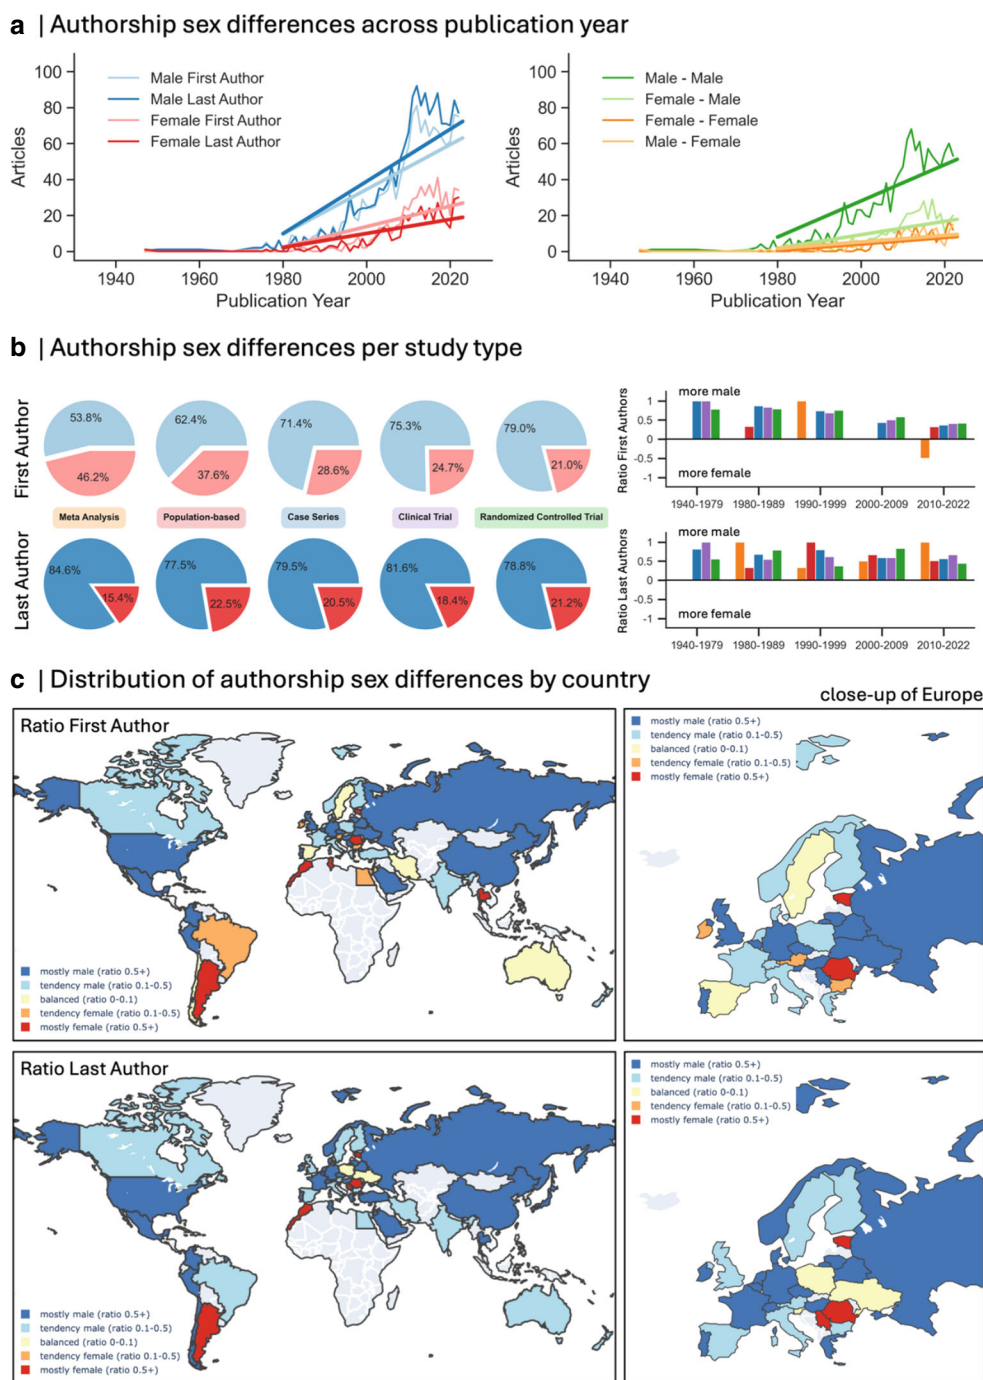 a | Authorship sex differences across publication year
100
80
60
40
20
0
Articles
Male First Author
Male Last Author
Female First Author
Female Last Author
1940
1960
1980
2000
2020
Publication Year
100
80
60
40
20
0
Articles
Male - Male
Female - Male
Female - Female
Male - Female
1940
1960
1980
2000
2020
Publication Year
b | Authorship sex differences per study type
First Author
53.8%
46.2%
62.4%
37.6%
71.4%
28.6%
75.3%
24.7%
79.0%
21.0%
Meta Analysis
Population-based
Case Series
Clinical Trial
Randomized Controlled Trial
Last Author
84.6%
15.4%
77.5%
22.5%
79.5%
20.5%
81.6%
18.4%
78.8%
21.2%
Ratio First Authors
more male
1
0.5
0
-0.5
-1
more female
1940-1979
1980-1989
1990-1999
2000-2009
2010-2022
Ratio Last Authors
more male
1
0.5
0
-0.5
-1
more female
1940-1979
1980-1989
1990-1999
2000-2009
2010-2022
c | Distribution of authorship sex differences by country
close-up of Europe
Ratio First Author
mostly male (ratio 0.5+)
tendency male (ratio 0.1-0.5)
balanced (ratio 0-0.1)
tendency female (ratio 0.1-0.5)
mostly female (ratio 0.5+)
mostly male (ratio 0.5+)
tendency male (ratio 0.1-0.5)
balanced (ratio 0-0.1)
tendency female (ratio 0.1-0.5)
mostly female (ratio 0.5+)
Ratio Last Author
mostly male (ratio 0.5+)
tendency male (ratio 0.1-0.5)
balanced (ratio 0-0.1)
tendency female (ratio 0.1-0.5)
mostly female (ratio 0.5+)
mostly male (ratio 0.5+)
tendency male (ratio 0.1-0.5)
balanced (ratio 0-0.1)
tendency female (ratio 0.1-0.5)
mostly female (ratio 0.5+)